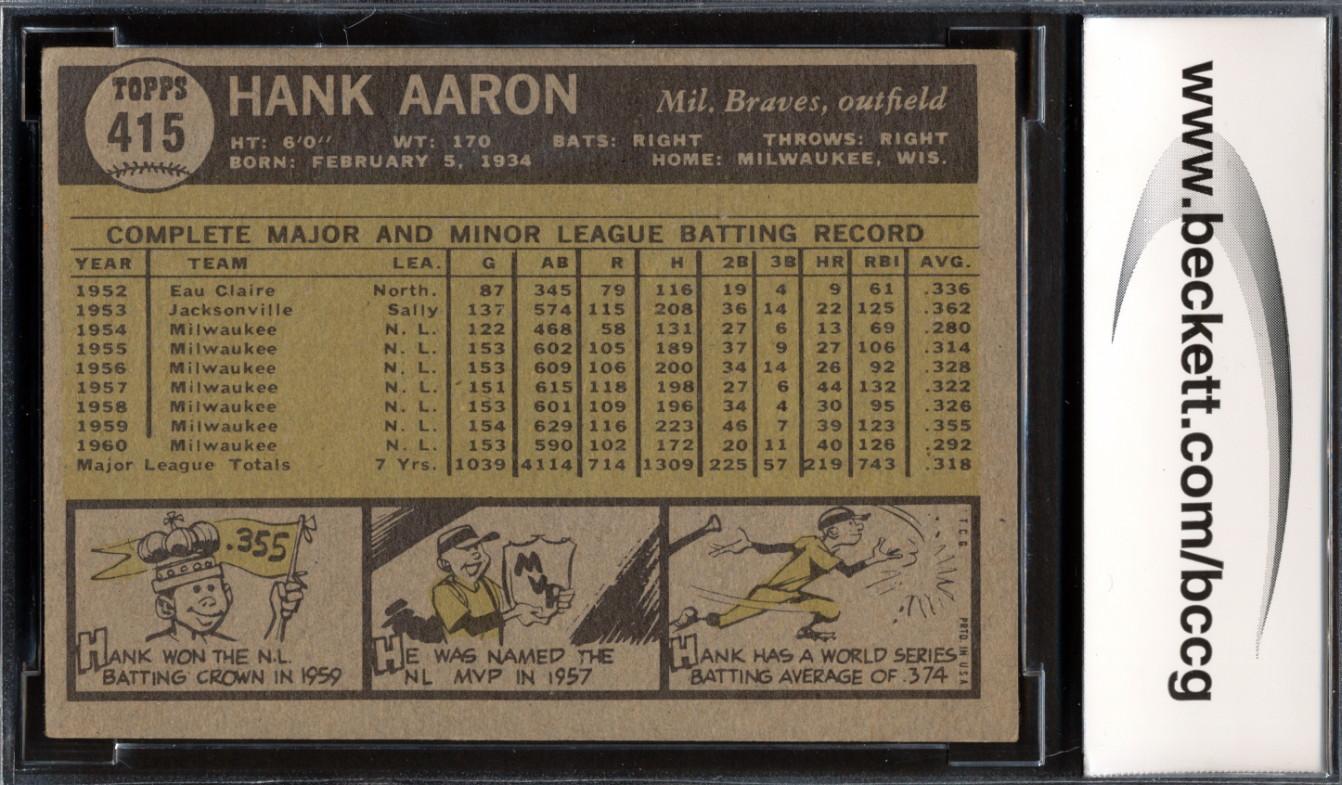 TOPPS
415
HANK AARON
Mil. Braves, outfield
HT: 6'0" WT: 170 BATS: RIGHT THROWS: RIGHT
BORN: FEBRUARY 5, 1934 HOME: MILWAUKEE, WIS.
COMPLETE MAJOR AND MINOR LEAGUE BATTING RECORD
YEAR TEAM LEA. G AB R H 2B 3B HR RBI AVG.
1952 Eau Claire North. 87 345 79 116 19 4 9 61 .336
1953 Jacksonville Sally 137 574 115 208 36 14 22 125 .362
1954 Milwaukee N. L. 122 468 58 131 27 6 13 69 .280
1955 Milwaukee N. L. 153 602 105 189 37 9 27 106 .314
1956 Milwaukee N. L. 153 609 106 200 34 14 26 92 .328
1957 Milwaukee N. L. 151 615 118 198 27 6 44 132 .322
1958 Milwaukee N. L. 153 601 109 196 34 4 30 95 .326
1959 Milwaukee N. L. 154 629 116 223 46 7 39 123 .355
1960 Milwaukee N. L. 153 590 102 172 20 11 40 126 .292
Major League Totals 7 Yrs. 1039 4114 714 1309 225 57 219 743 .318
.355
HANK WON THE N.L.
BATTING CROWN IN 1959
MVP
HE WAS NAMED THE
NL MVP IN 1957
HANK HAS A WORLD SERIES
BATTING AVERAGE OF .374
T.C.G. PRTD. IN USA
www.beckett.com/bccg